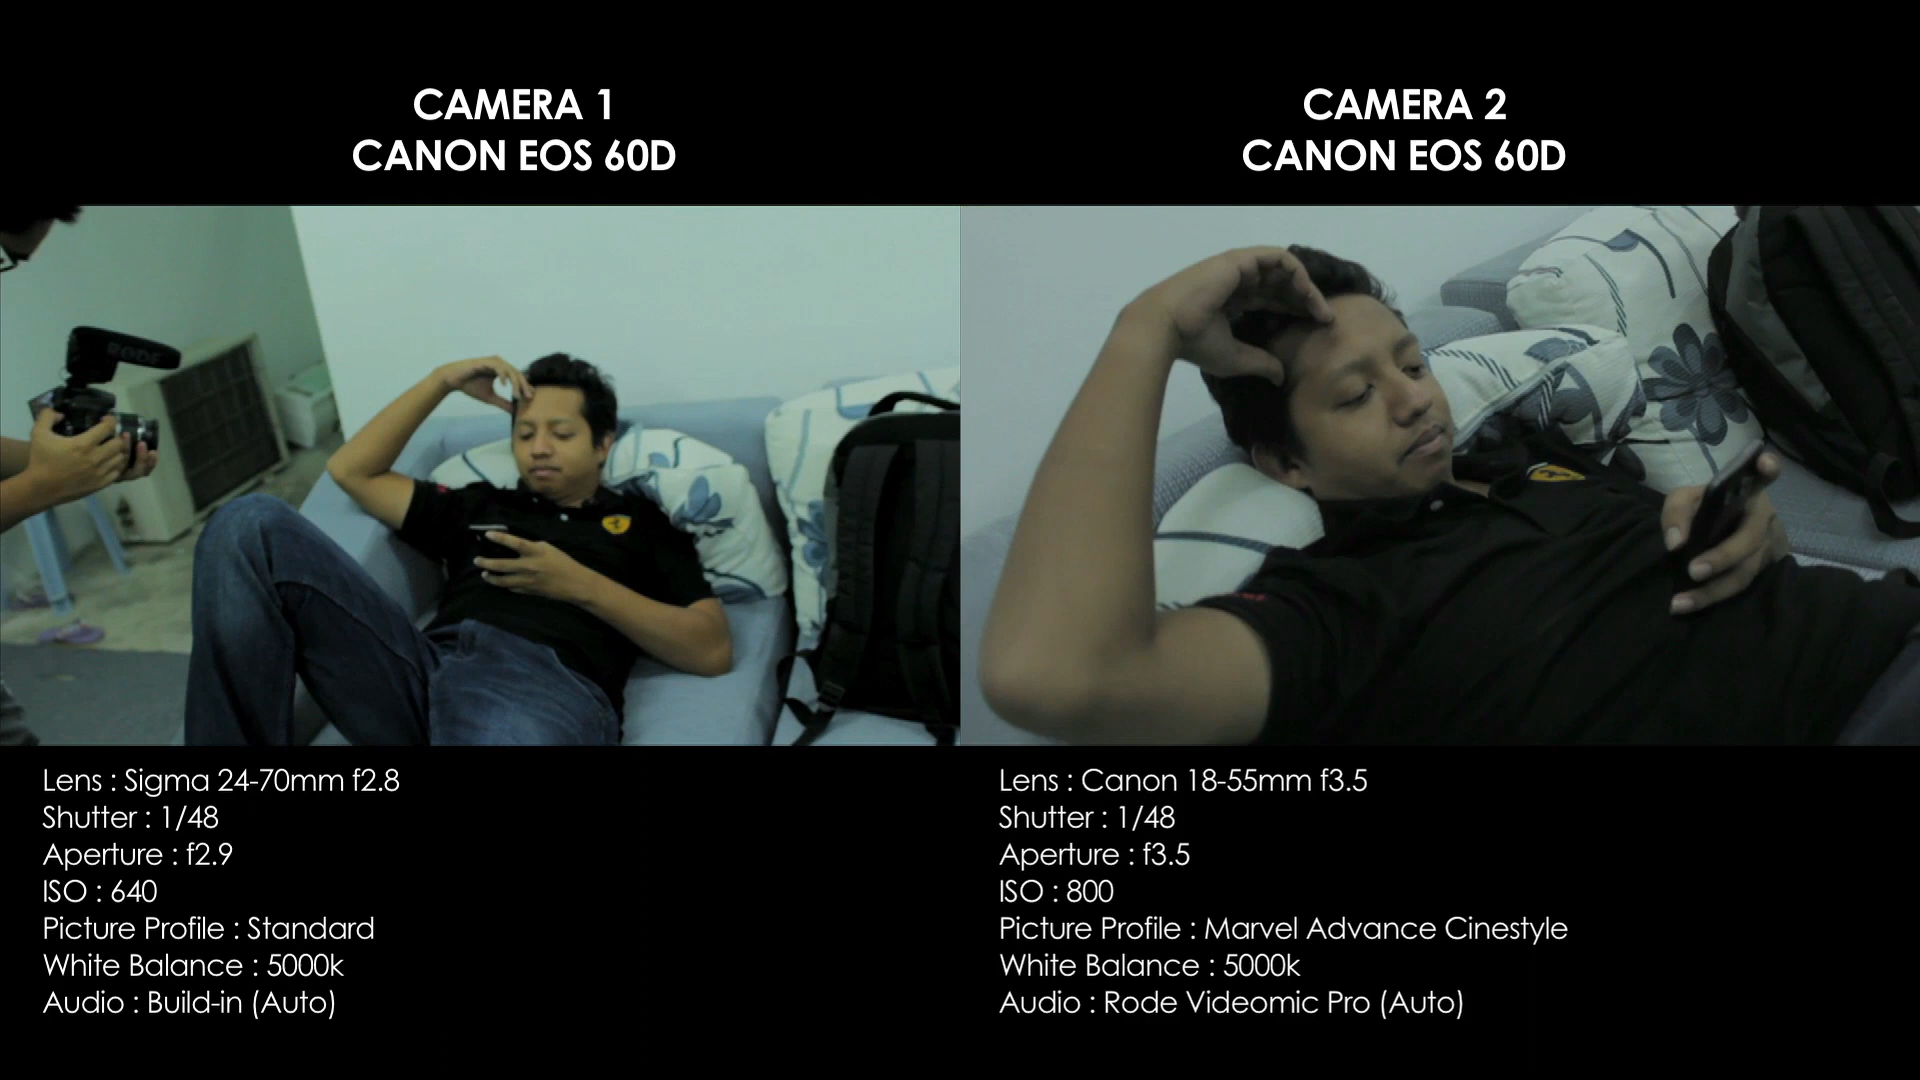 CAMERA 1
CANON EOS 60D
CAMERA 2
CANON EOS 60D
RODE
Lens : Sigma 24-70mm f2.8
Shutter : 1/48
Aperture : f2.9
ISO : 640
Picture Profile : Standard
White Balance : 5000k
Audio : Build-in (Auto)
Lens : Canon 18-55mm f3.5
Shutter : 1/48
Aperture : f3.5
ISO : 800
Picture Profile : Marvel Advance Cinestyle
White Balance : 5000k
Audio : Rode Videomic Pro (Auto)